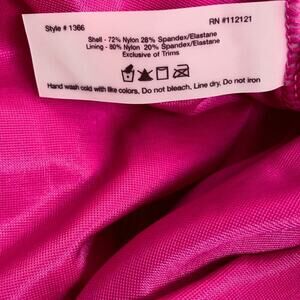 Style # 1366
RN #112121
Shell - 72% Nylon 28% Spandex/Elastane
Lining - 80% Nylon 20% Spandex/Elastane
Exclusive of Trims
Hand wash cold with like colors. Do not bleach. Line dry. Do not iron